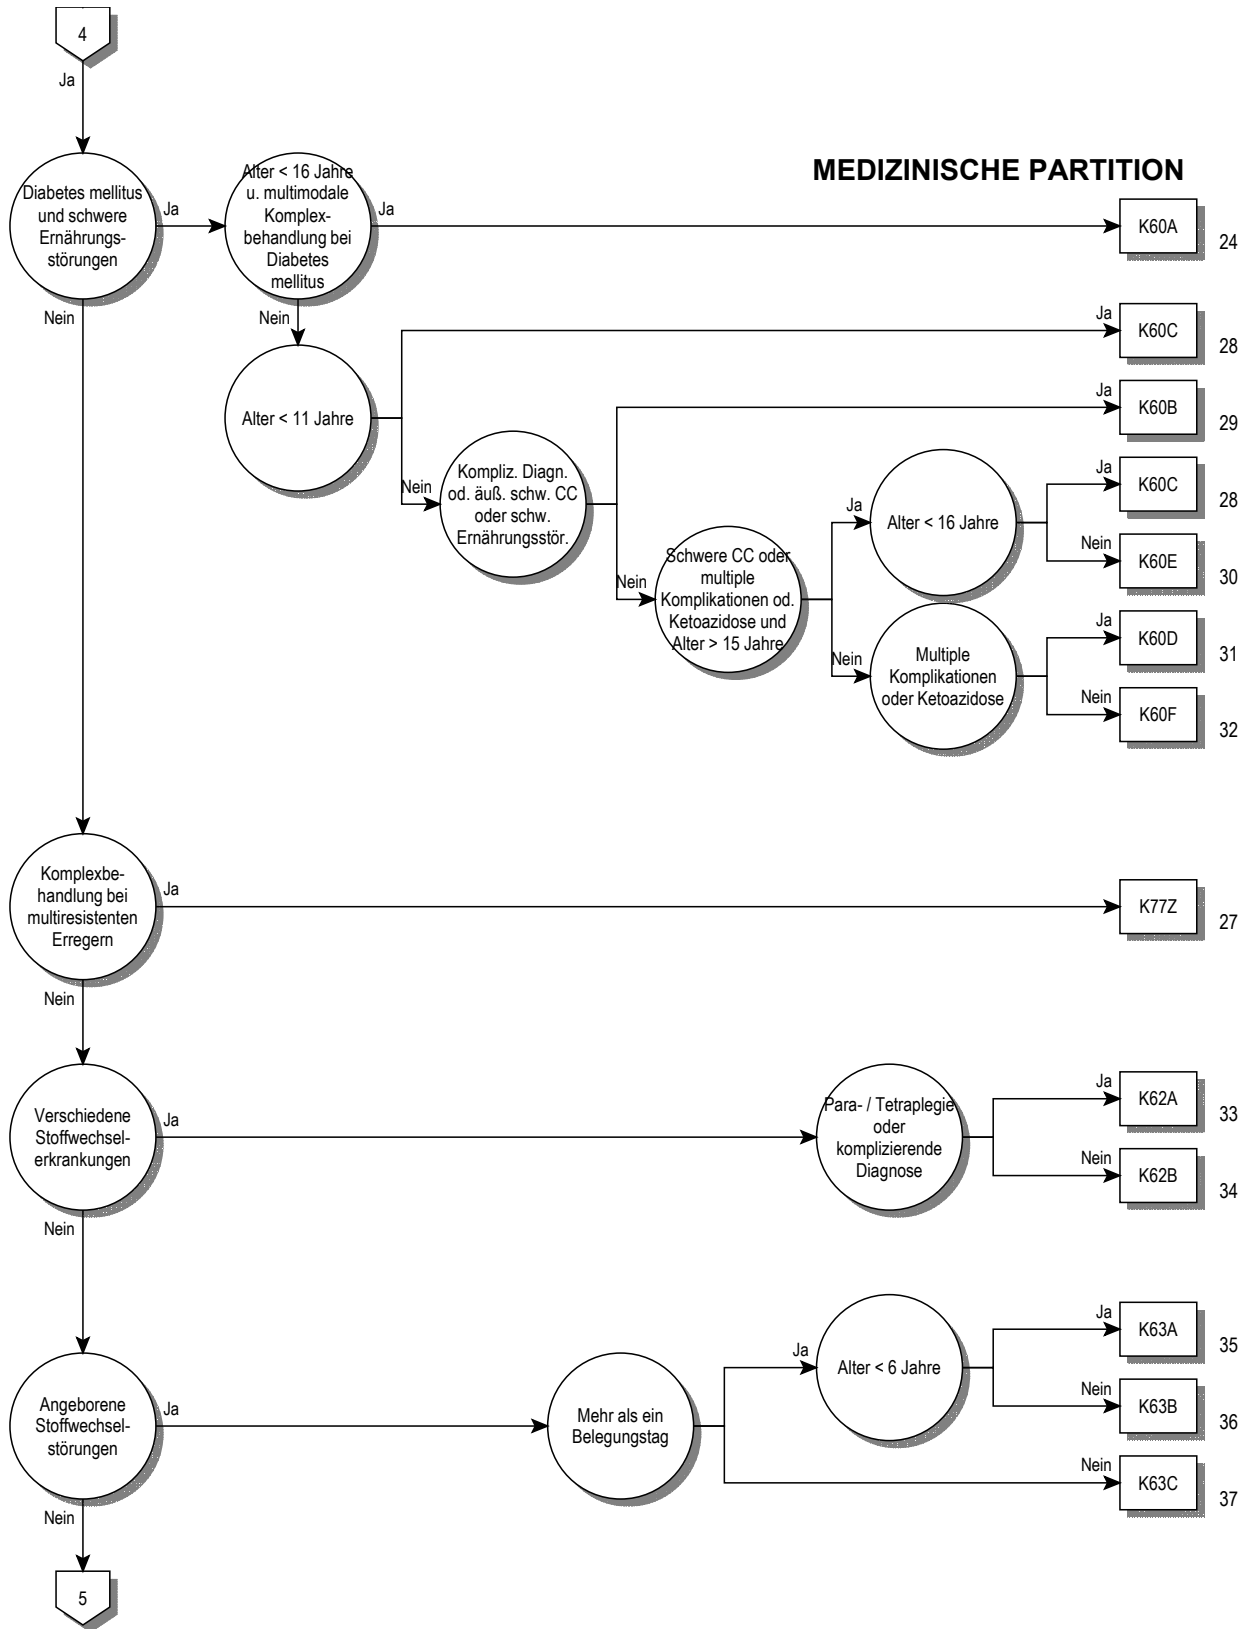 4
Ja
MEDIZINISCHE PARTITION
Diabetes mellitus
und schwere
Ernährungs-
störungen
Ja
Alter < 16 Jahre
u. multimodale
Komplex-
behandlung bei
Diabetes
mellitus
Ja
K60A
24
Nein
Nein
Alter < 11 Jahre
Ja
K60C
28
Nein
Kompliz. Diagn.
od. äuß. schw. CC
oder schw.
Ernährungsstör.
Ja
K60B
29
Nein
Schwere CC oder
multiple
Komplikationen od.
Ketoazidose und
Alter > 15 Jahre
Ja
Alter < 16 Jahre
Ja
K60C
28
Nein
K60E
30
Nein
Multiple
Komplikationen
oder Ketoazidose
Ja
K60D
31
Nein
K60F
32
Komplexbe-
handlung bei
multiresistenten
Erregern
Ja
K77Z
27
Nein
Verschiedene
Stoffwechsel-
erkrankungen
Ja
Para- / Tetraplegie
oder
komplizierende
Diagnose
Ja
K62A
33
Nein
K62B
34
Nein
Angeborene
Stoffwechsel-
störungen
Ja
Mehr als ein
Belegungstag
Ja
Alter < 6 Jahre
Ja
K63A
35
Nein
K63B
36
Nein
K63C
37
Nein
5